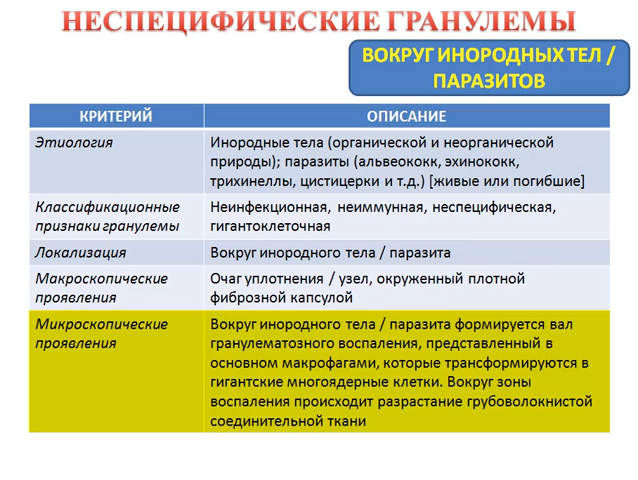 НЕСПЕЦИФИЧЕСКИЕ ГРАНУЛЕМЫ
ВОКРУГ ИНОРОДНЫХ ТЕЛ /
ПАРАЗИТОВ
КРИТЕРИЙ ОПИСАНИЕ
Этиология Инородные тела (органической и неорганической
природы); паразиты (альвеококк, эхинококк,
трихинеллы, цистицерки и т.д.) [живые или погибшие]
Классификационные Неинфекционная, неиммунная, неспецифическая,
признаки гранулемы гигантоклеточная
Локализация Вокруг инородного тела / паразита
Макроскопические Очаг уплотнения / узел, окруженный плотной
проявления фиброзной капсулой
Микроскопические Вокруг инородного тела / паразита формируется вал
проявления гранулематозного воспаления, представленный в
основном макрофагами, которые трансформируются в
гигантские многоядерные клетки. Вокруг зоны
воспаления происходит разрастание грубоволокнистой
соединительной ткани